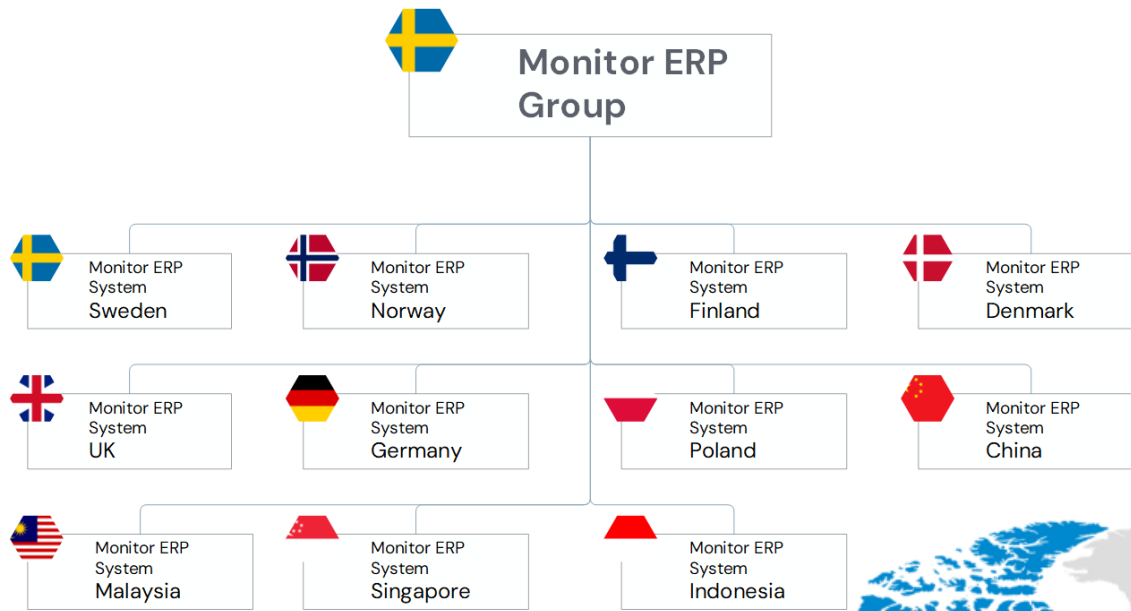 Monitor ERP
Group
Monitor ERP
System
Sweden
Monitor ERP
System
Norway
Monitor ERP
System
Finland
Monitor ERP
System
Denmark
Monitor ERP
System
UK
Monitor ERP
System
Germany
Monitor ERP
System
Poland
Monitor ERP
System
China
Monitor ERP
System
Malaysia
Monitor ERP
System
Singapore
Monitor ERP
System
Indonesia